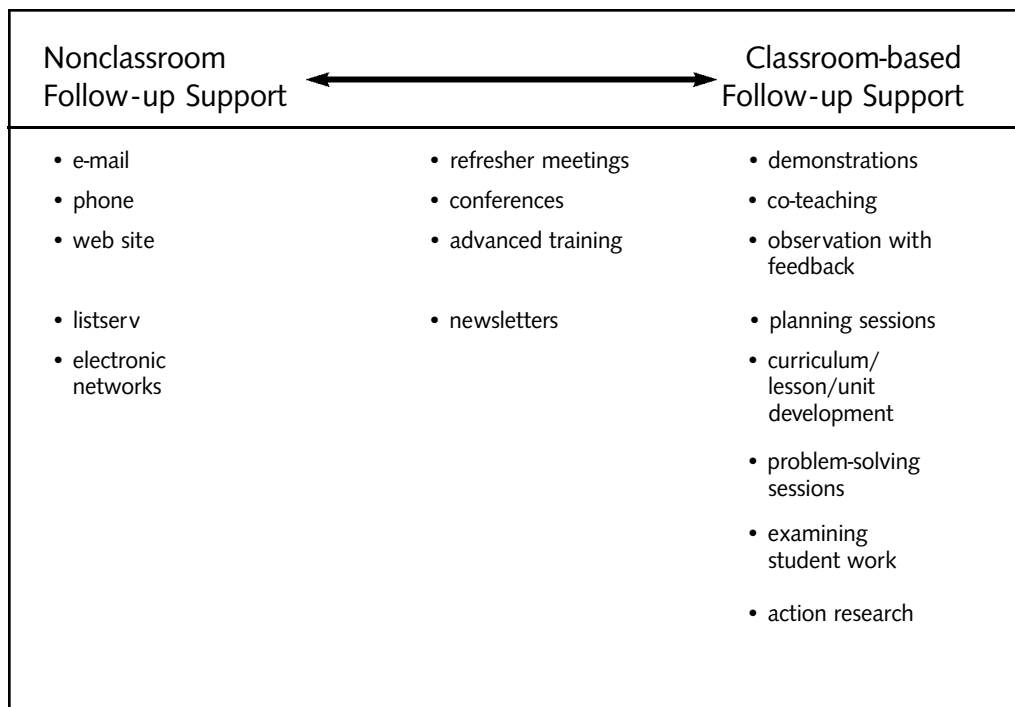 Nonclassroom
Follow-up Support
Classroom-based
Follow-up Support
• e-mail
• phone
• web site
• listserv
• electronic
networks
• refresher meetings
• conferences
• advanced training
• newsletters
• demonstrations
• co-teaching
• observation with
feedback
• planning sessions
• curriculum/
lesson/unit
development
• problem-solving
sessions
• examining
student work
• action research